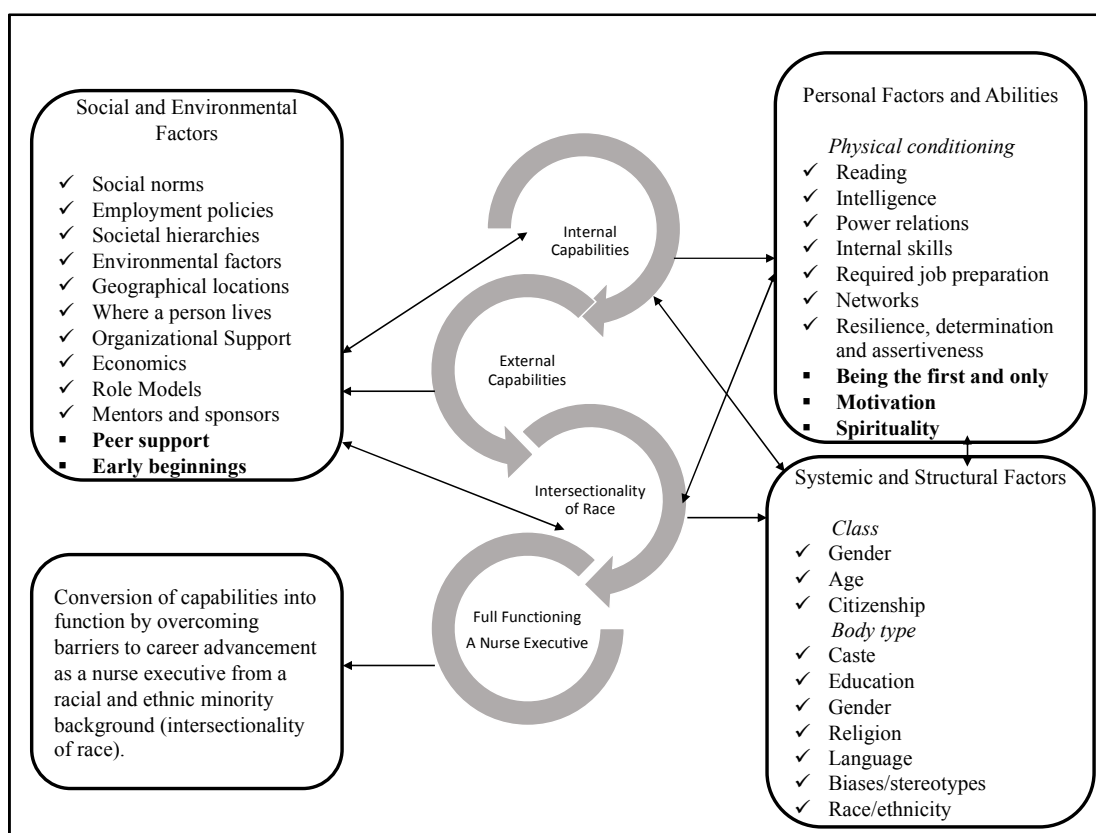 Social and Environmental
Factors
✓ Social norms
✓ Employment policies
✓ Societal hierarchies
✓ Environmental factors
✓ Geographical locations
✓ Where a person lives
✓ Organizational Support
✓ Economics
✓ Role Models
✓ Mentors and sponsors
▪ Peer support
▪ Early beginnings
Conversion of capabilities into
function by overcoming
barriers to career advancement
as a nurse executive from a
racial and ethnic minority
background (intersectionality
of race).
Internal
Capabilities
External
Capabilities
Intersectionality
of Race
Full Functioning
A Nurse Executive
Personal Factors and Abilities
Physical conditioning
✓ Reading
✓ Intelligence
✓ Power relations
✓ Internal skills
✓ Required job preparation
✓ Networks
✓ Resilience, determination
and assertiveness
▪ Being the first and only
▪ Motivation
▪ Spirituality
Systemic and Structural Factors
Class
✓ Gender
✓ Age
✓ Citizenship
Body type
✓ Caste
✓ Education
✓ Gender
✓ Religion
✓ Language
✓ Biases/stereotypes
✓ Race/ethnicity